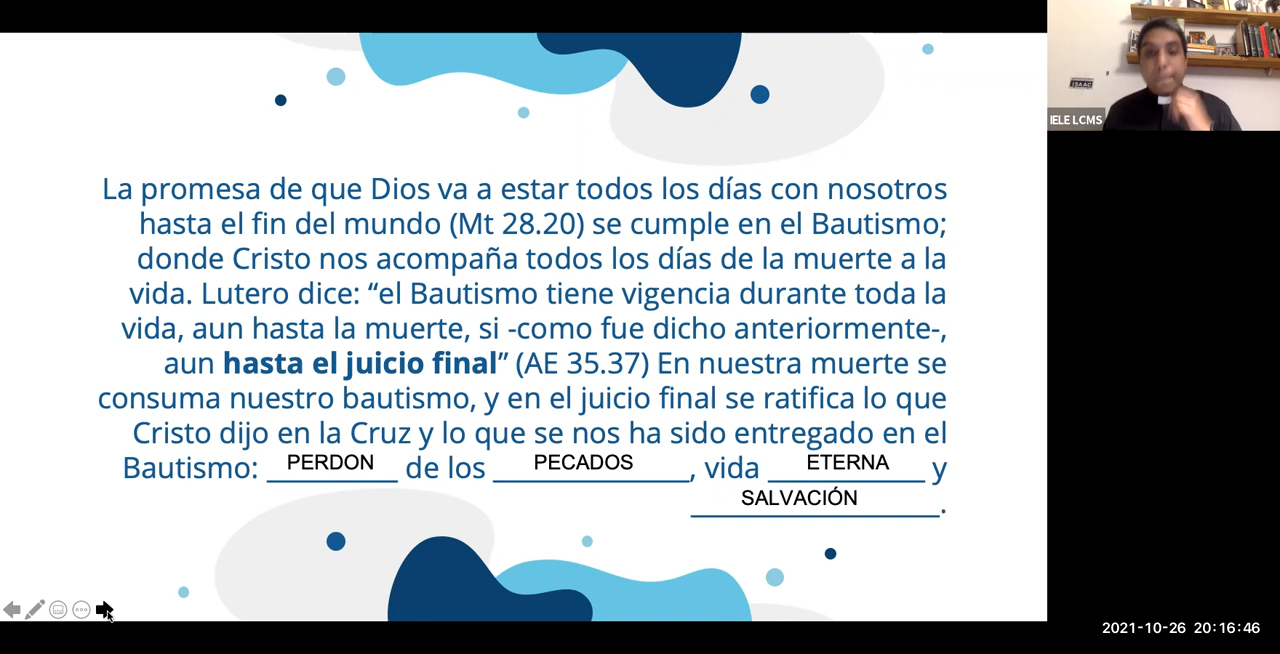 La promesa de que Dios va a estar todos los días con nosotros
hasta el fin del mundo (Mt 28.20) se cumple en el Bautismo;
donde Cristo nos acompaña todos los días de la muerte a la
vida. Lutero dice: “el Bautismo tiene vigencia durante toda la
vida, aun hasta la muerte, si -como fue dicho anteriormente-,
aun hasta el juicio final” (AE 35.37) En nuestra muerte se
consuma nuestro bautismo, y en el juicio final se ratifica lo que
Cristo dijo en la Cruz y lo que se nos ha sido entregado en el
Bautismo: PERDON de los PECADOS, vida ETERNA y
SALVACIÓN.
ISAAC
IELE LCMS
2021-10-26 20:16:46